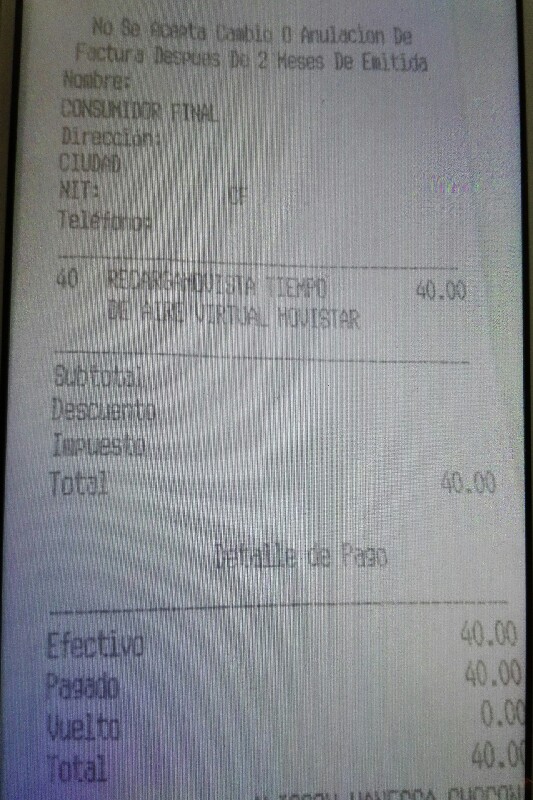 No Se Acepta Cambio O Anulacion De
Factura Despues De 2 Meses De Emitida
Nombre:
CONSUMIDOR FINAL
Direccion:
CIUDAD
NIT: CF
Telefono:
40 RECARGAMOVISTA TIEMPO 40.00
DE AIRE VIRTUAL MOVISTAR
Subtotal
Descuento
Impuesto
Total 40.00
Detalle de Pago
Efectivo 40.00
Pagado 40.00
Vuelto 0.00
Total 40.00